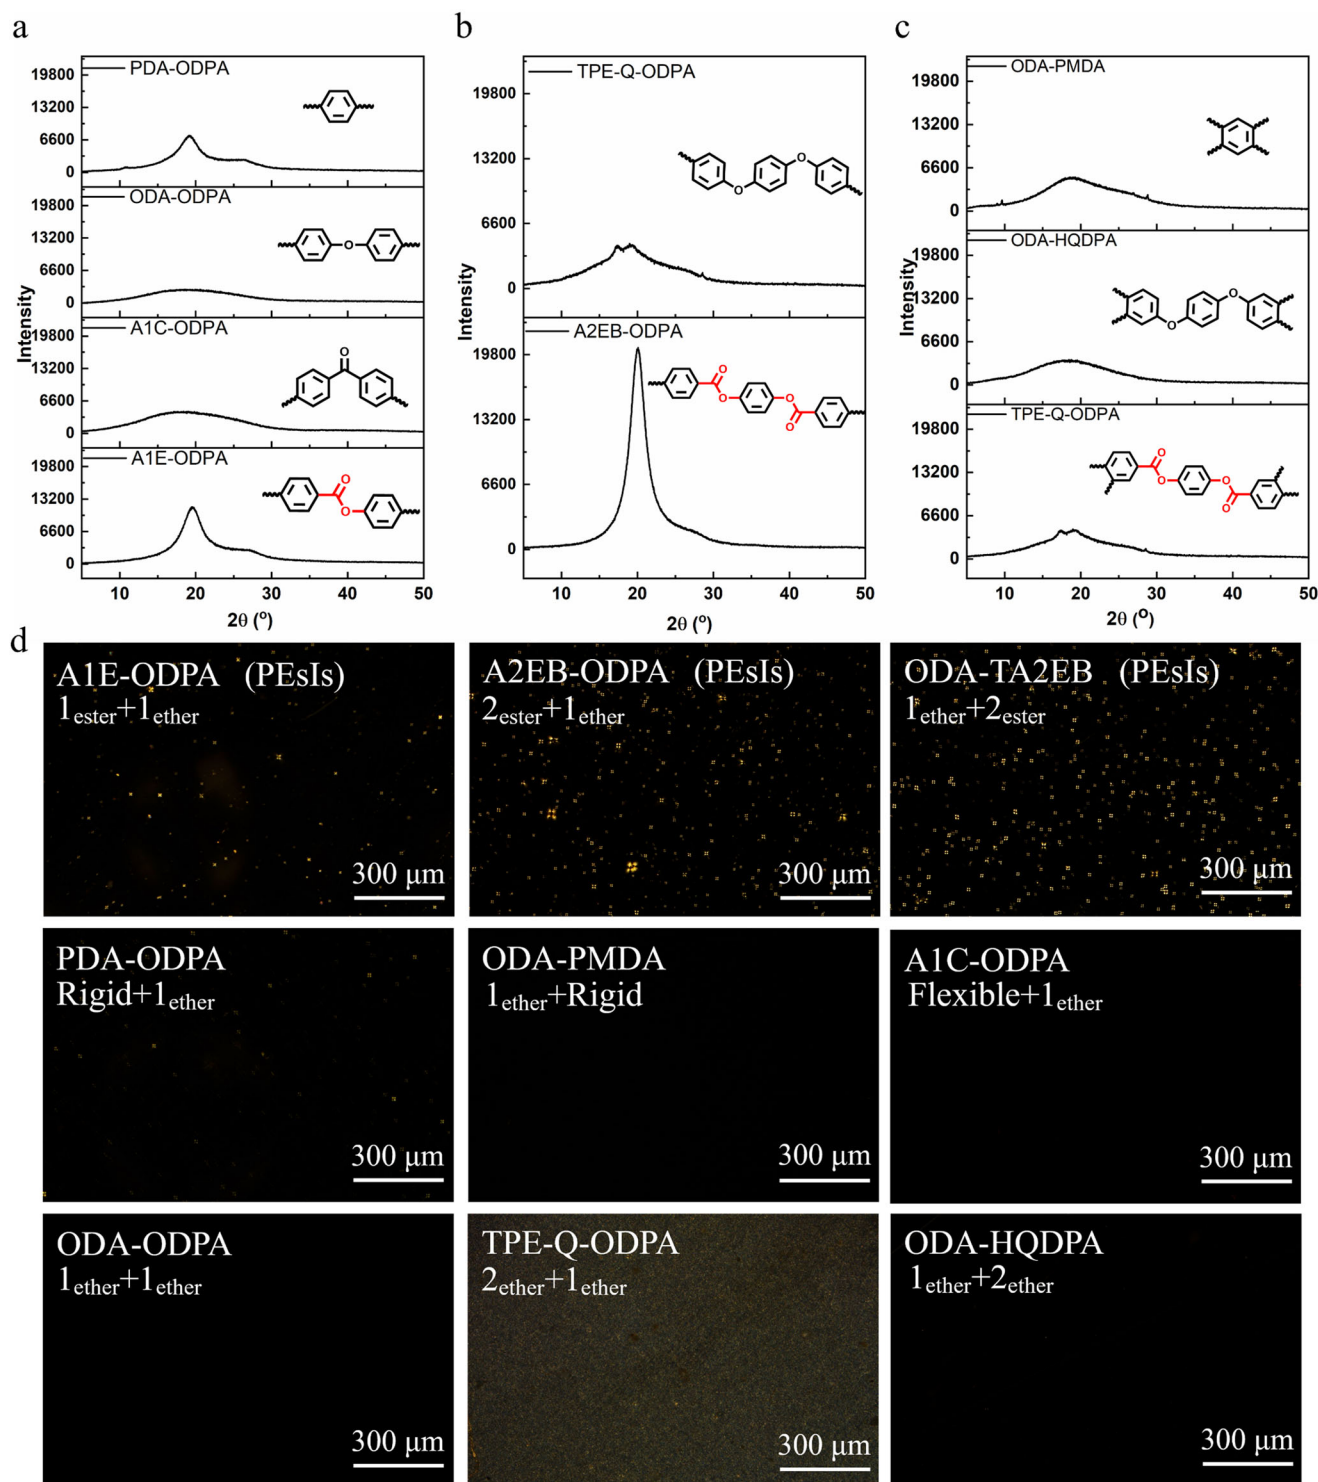 a
PDA-ODPA
19800
13200
6600
0
ODA-ODPA
19800
13200
6600
0
O
A1C-ODPA
19800
13200
6600
0
O
A1E-ODPA
19800
13200
6600
0
O
O
Intensity
10 20 30 40 50
2θ (°)
b
TPE-Q-ODPA
19800
13200
6600
0
O
O
A2EB-ODPA
19800
13200
6600
0
O
O
O
O
Intensity
10 20 30 40 50
2θ (°)
c
ODA-PMDA
19800
13200
6600
0
ODA-HQDPA
19800
13200
6600
0
O
O
TPE-Q-ODPA
19800
13200
6600
0
O
O
O
O
Intensity
10 20 30 40 50
2θ (°)
d
A1E-ODPA (PEsIs)
1ester+1ether
300 μm
A2EB-ODPA (PEsIs)
2ester+1ether
300 μm
ODA-TA2EB (PEsIs)
1ether+2ester
300 μm
PDA-ODPA
Rigid+1ether
300 μm
ODA-PMDA
1ether+Rigid
300 μm
A1C-ODPA
Flexible+1ether
300 μm
ODA-ODPA
1ether+1ether
300 μm
TPE-Q-ODPA
2ether+1ether
300 μm
ODA-HQDPA
1ether+2ether
300 μm